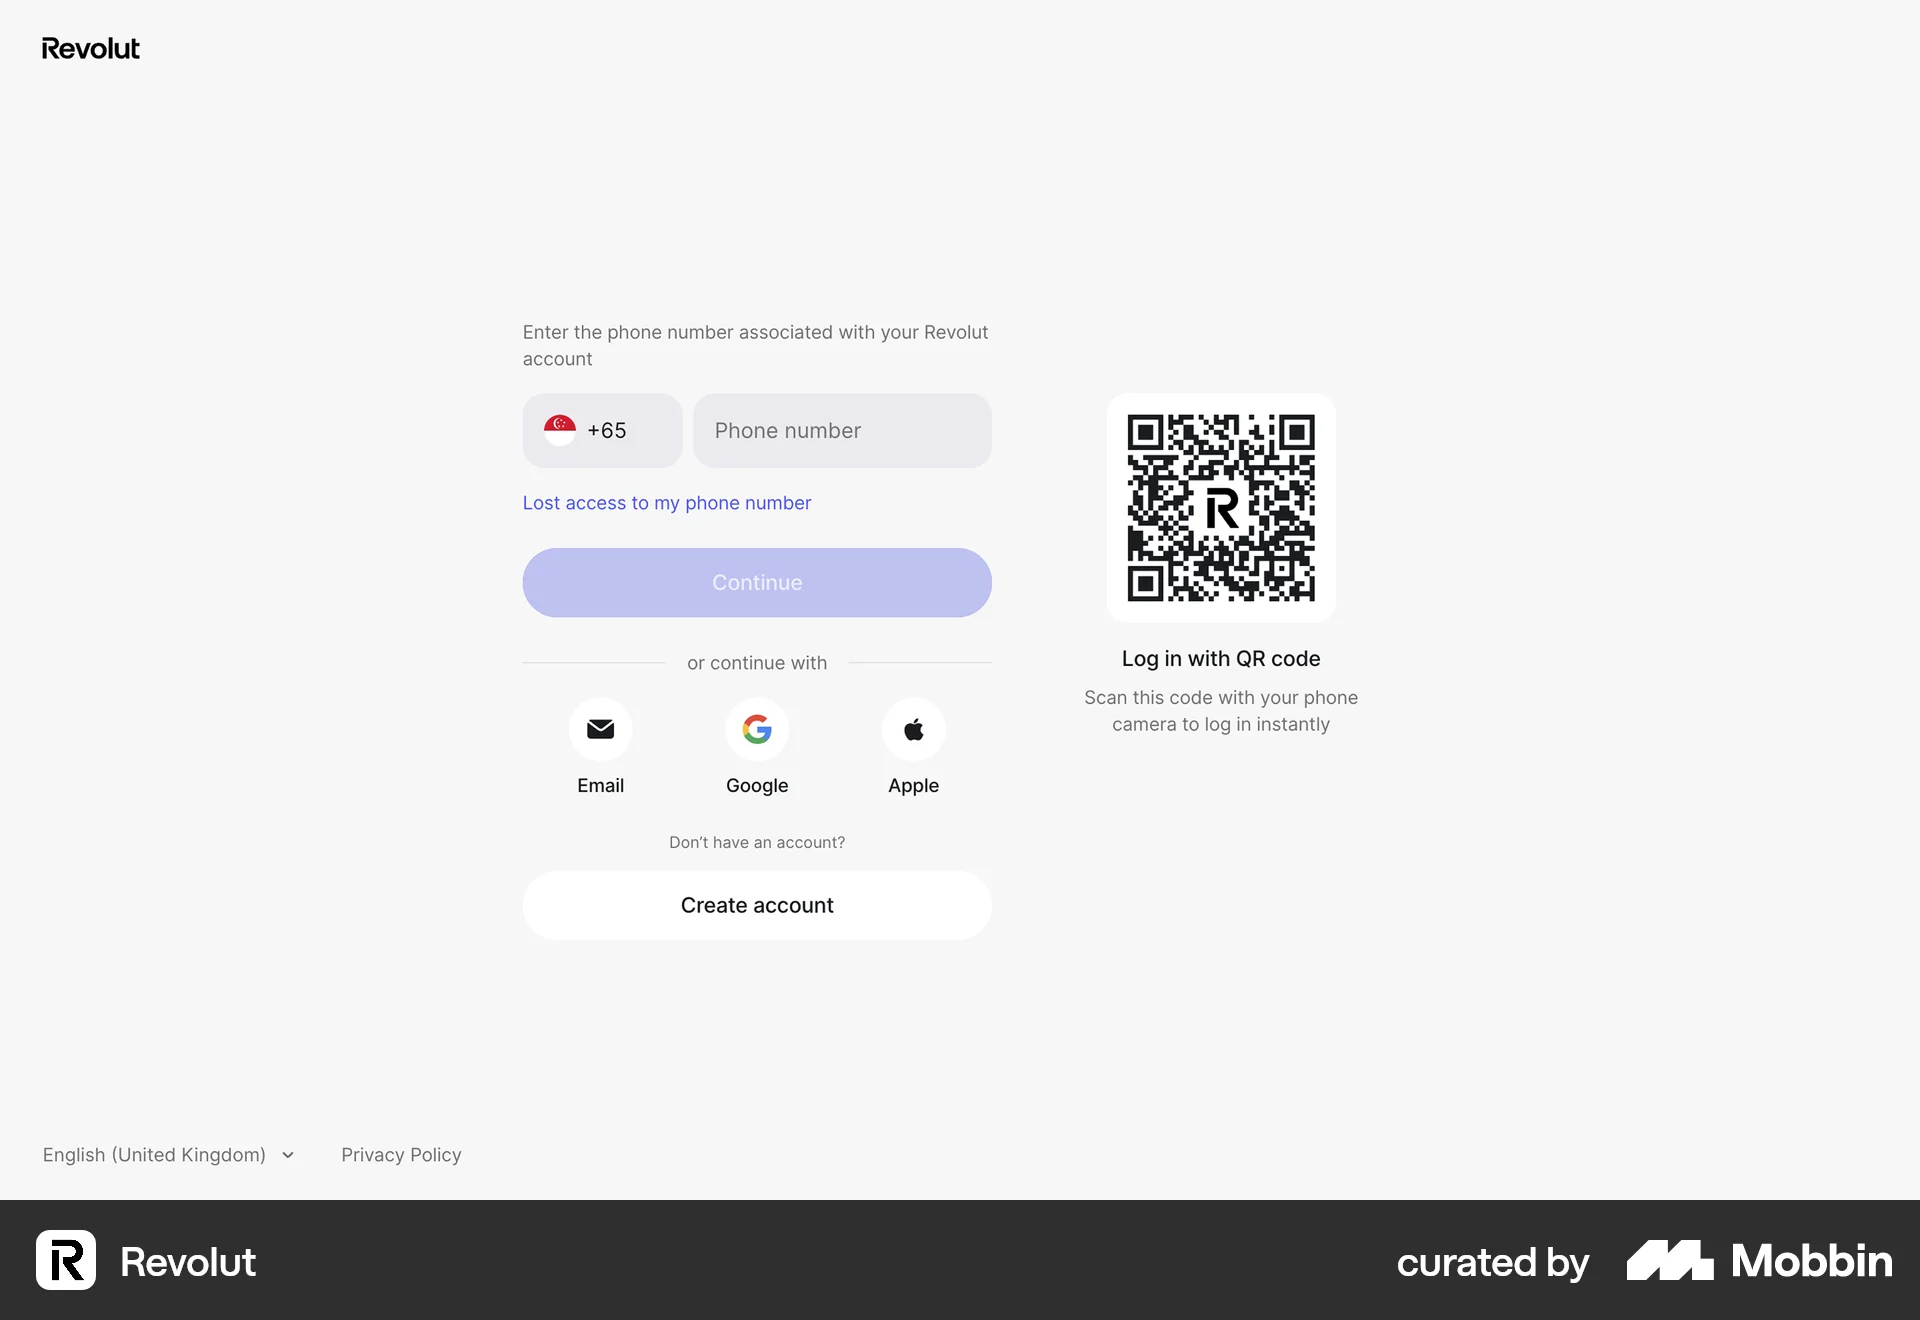 Revolut
Enter the phone number associated with your Revolut
account
+65
Phone number
Lost access to my phone number
Continue
or continue with
Email
Google
Apple
Don't have an account?
Create account
R
Log in with QR code
Scan this code with your phone
camera to log in instantly
English (United Kingdom)
Privacy Policy
R
Revolut
curated by
Mobbin